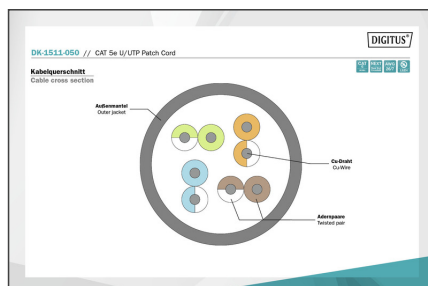 DIGITUS®
DK-1511-050 // CAT 5e U/UTP Patch Cord
Kabelquerschnitt
Cable cross section
Außenmantel
Outer jacket
Cu-Draht
Cu-Wire
Adernpaare
Twisted pair